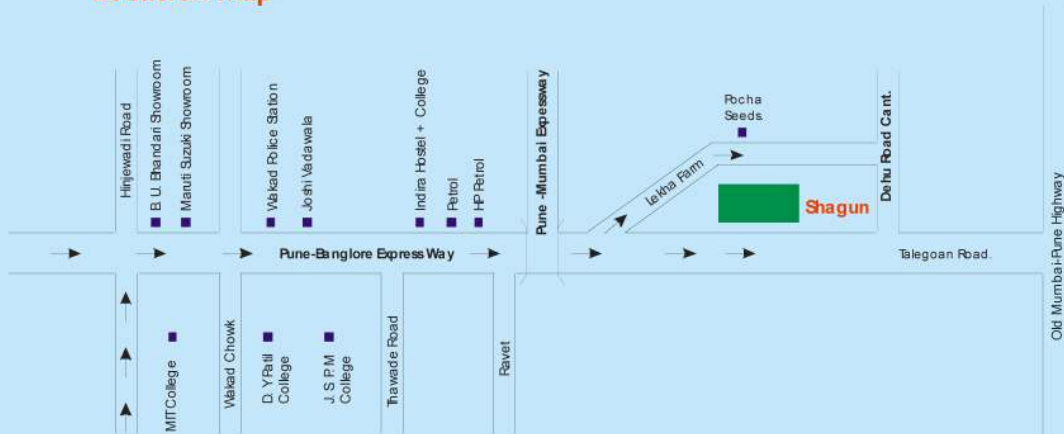 Hinjewadi Road
B. U. Bhandari Showroom
Maruti Suzuki Showroom
Wakad Police Station
Joshi Vadawala
Indira Hostel + College
Petrol
HP Petrol
Pune -Mumbai Expessway
Pocha
Seeds.
Lekha Farm
Dehu Road Cant.
Shagun
Pune-Banglore Express Way
Talegoan Road.
Old Mumbai-Pune Highway
MIT College
Wakad Chowk
D. Y Patil
College
J. S P. M
College
Thawade Road
Ravet